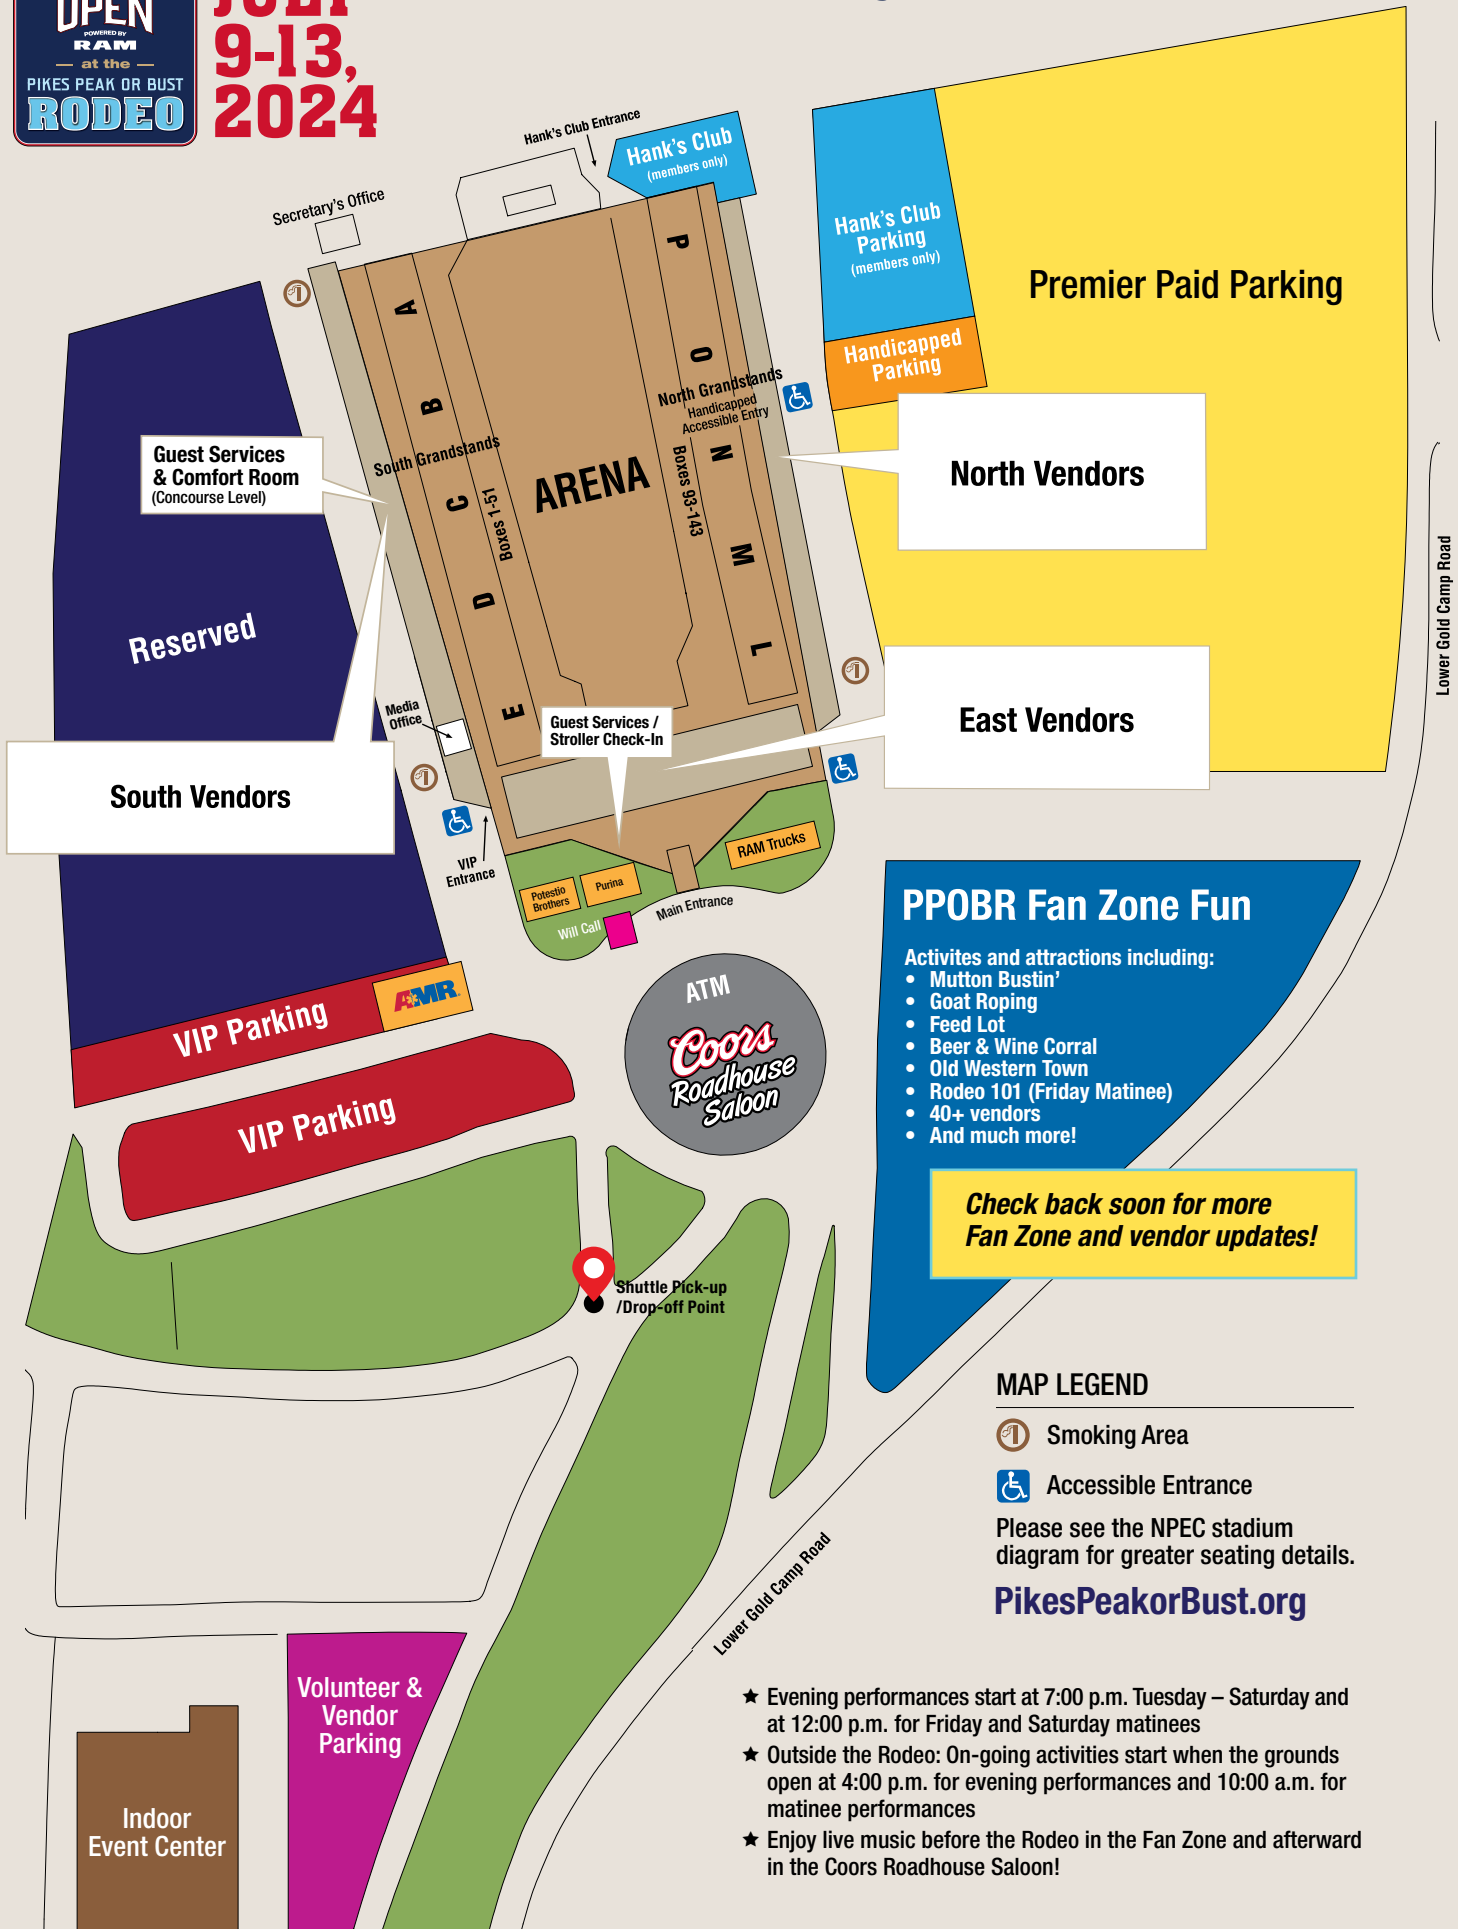 OPEN
POWERED BY
RAM
at the
PIKES PEAK OR BUST
RODEO
JULY
9-13,
2024
Hank's Club Entrance
Hank's Club
(members only)
Secretary's Office
Hank's Club
Parking
(members only)
Premier Paid Parking
Handicapped
Parking
A
B
C
D
E
P
O
N
M
L
North Grandstands
Handicapped
Accessible Entry
South Grandstands
Boxes 1-51
Boxes 93-143
ARENA
Guest Services
& Comfort Room
(Concourse Level)
North Vendors
Lower Gold Camp Road
Reserved
Media
Office
Guest Services /
Stroller Check-In
East Vendors
South Vendors
VIP
Entrance
RAM Trucks
Potestio
Brothers
Purina
Will Call
Main Entrance
PPOBR Fan Zone Fun
Activites and attractions including:
• Mutton Bustin'
• Goat Roping
• Feed Lot
• Beer & Wine Corral
• Old Western Town
• Rodeo 101 (Friday Matinee)
• 40+ vendors
• And much more!
ATM
Coors
Roadhouse
Saloon
VIP Parking
AMR
VIP Parking
Check back soon for more
Fan Zone and vendor updates!
Shuttle Pick-up
/Drop-off Point
MAP LEGEND
Smoking Area
Accessible Entrance
Please see the NPEC stadium
diagram for greater seating details.
PikesPeakorBust.org
Lower Gold Camp Road
Volunteer &
Vendor
Parking
Indoor
Event Center
★ Evening performances start at 7:00 p.m. Tuesday – Saturday and
at 12:00 p.m. for Friday and Saturday matinees
★ Outside the Rodeo: On-going activities start when the grounds
open at 4:00 p.m. for evening performances and 10:00 a.m. for
matinee performances
★ Enjoy live music before the Rodeo in the Fan Zone and afterward
in the Coors Roadhouse Saloon!